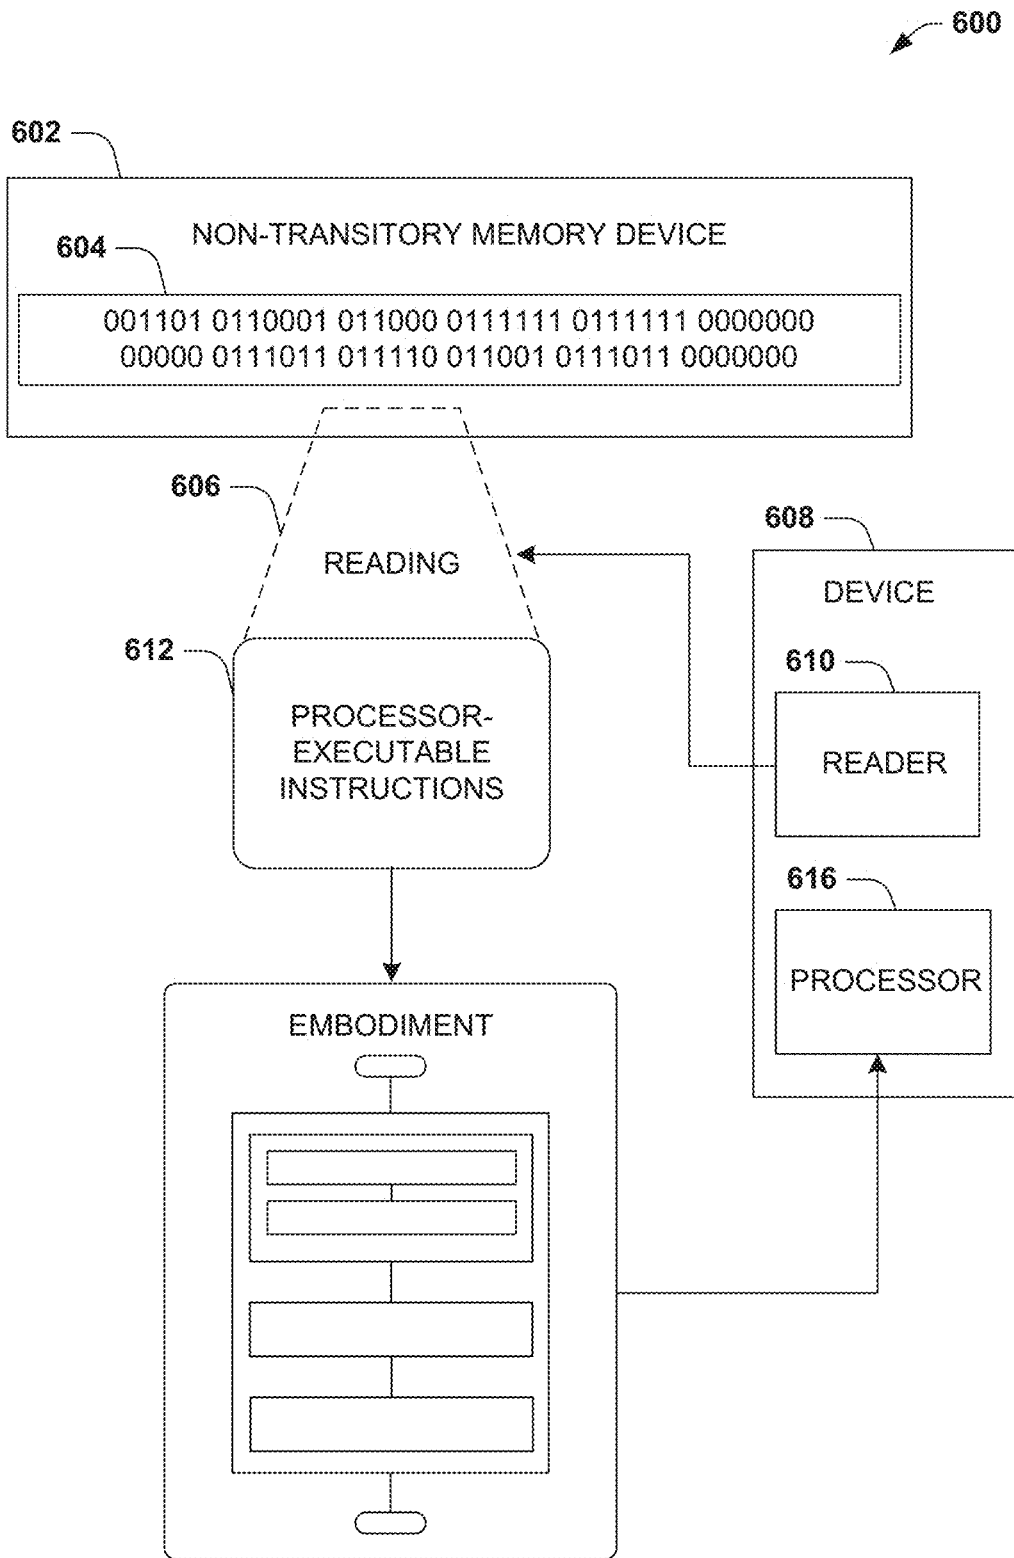 600
602
NON-TRANSITORY MEMORY DEVICE
604
001101 0110001 011000 0111111 0111111 0000000
00000 0111011 011110 011001 0111011 0000000
606
READING
608
DEVICE
610
READER
612
PROCESSOR-
EXECUTABLE
INSTRUCTIONS
616
PROCESSOR
EMBODIMENT